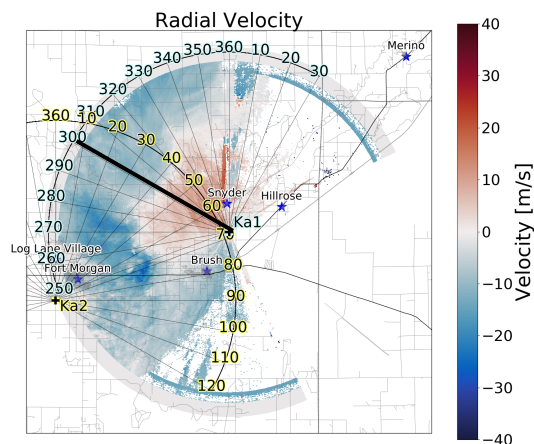 Radial Velocity
Merino
350 360 10
340 20
330 30
320
310
360 10
300 20
30
290 40
50
280 Snyder Hillrose
60
270 Ka1
70
Log Lane Village
260 Brush 80
Fort Morgan
250 90
Ka2
100
110
120
40
30
20
10
0
−10
−20
−30
−40
Velocity [m/s]